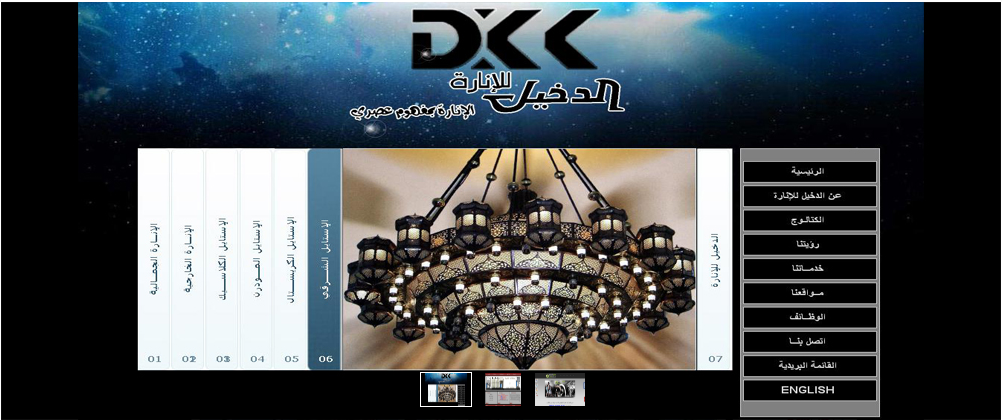 DKK
الدخيل للإنارة
الإنارة بمفهوم عصري
الرئيسية
عن الدخيل للإنارة
الكتالوج
رؤيتنا
خدماتنا
مواقعنا
الوظائف
اتصل بنا
القائمة البريدية
ENGLISH
الدخيل للإنارة
07
الإستايل الشرقي
06
الإستايل الكريستال
05
الإستايل المودرن
04
الإستايل الكلاسيك
03
الإنارة الخارجية
02
الإنارة الجمالية
01